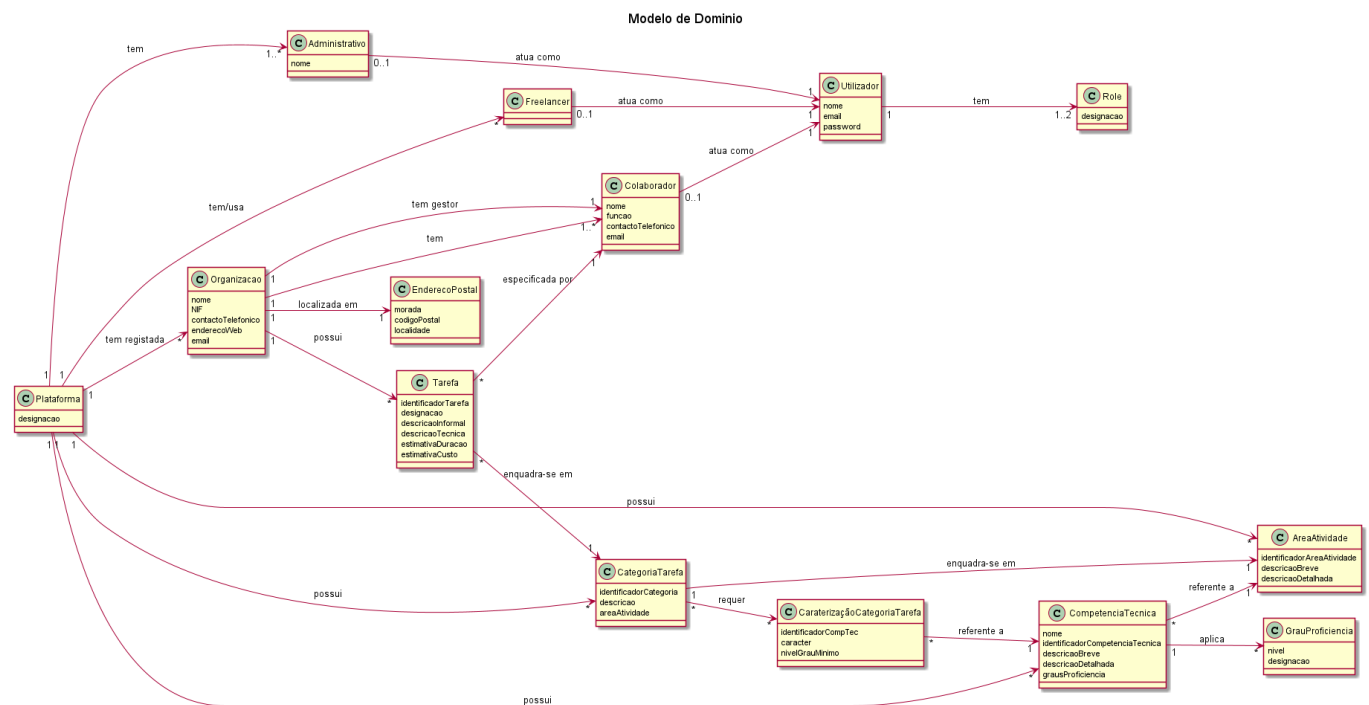 Modelo de Dominio
C Administrativo
nome
tem
1..*
0..1
atua como
C Utilizador
nome
email
password
1
1
1
1
tem
1..2
C Role
designacao
C Freelancer
*
0..1
atua como
tem/usa
C Colaborador
nome
funcao
contactoTelefonico
email
0..1
atua como
1
1..*
1
tem gestor
tem
C Organizacao
nome
NIF
contactoTelefonico
enderecoWeb
email
1
1
1
1
*
tem registada
localizada em
1
C EnderecoPostal
morada
codigoPostal
localidade
possui
*
especificada por
C Tarefa
identificadorTarefa
designacao
descricaoInformal
descricaoTecnica
estimativaDuracao
estimativaCusto
*
*
enquadra-se em
1
C Plataforma
designacao
1
1
1
1
1
1
possui
*
C AreaAtividade
identificadorAreaAtividade
descricaoBreve
descricaoDetalhada
1
1
C CategoriaTarefa
identificadorCategoria
descricao
areaAtividade
1
*
*
possui
enquadra-se em
requer
*
C CaraterizaçãoCategoriaTarefa
identificadorCompTec
caracter
nivelGrauMinimo
*
referente a
1
C CompetenciaTecnica
nome
identificadorCompetenciaTecnica
descricaoBreve
descricaoDetalhada
grausProficiencia
*
1
*
referente a
aplica
*
C GrauProficiencia
nivel
designacao
possui